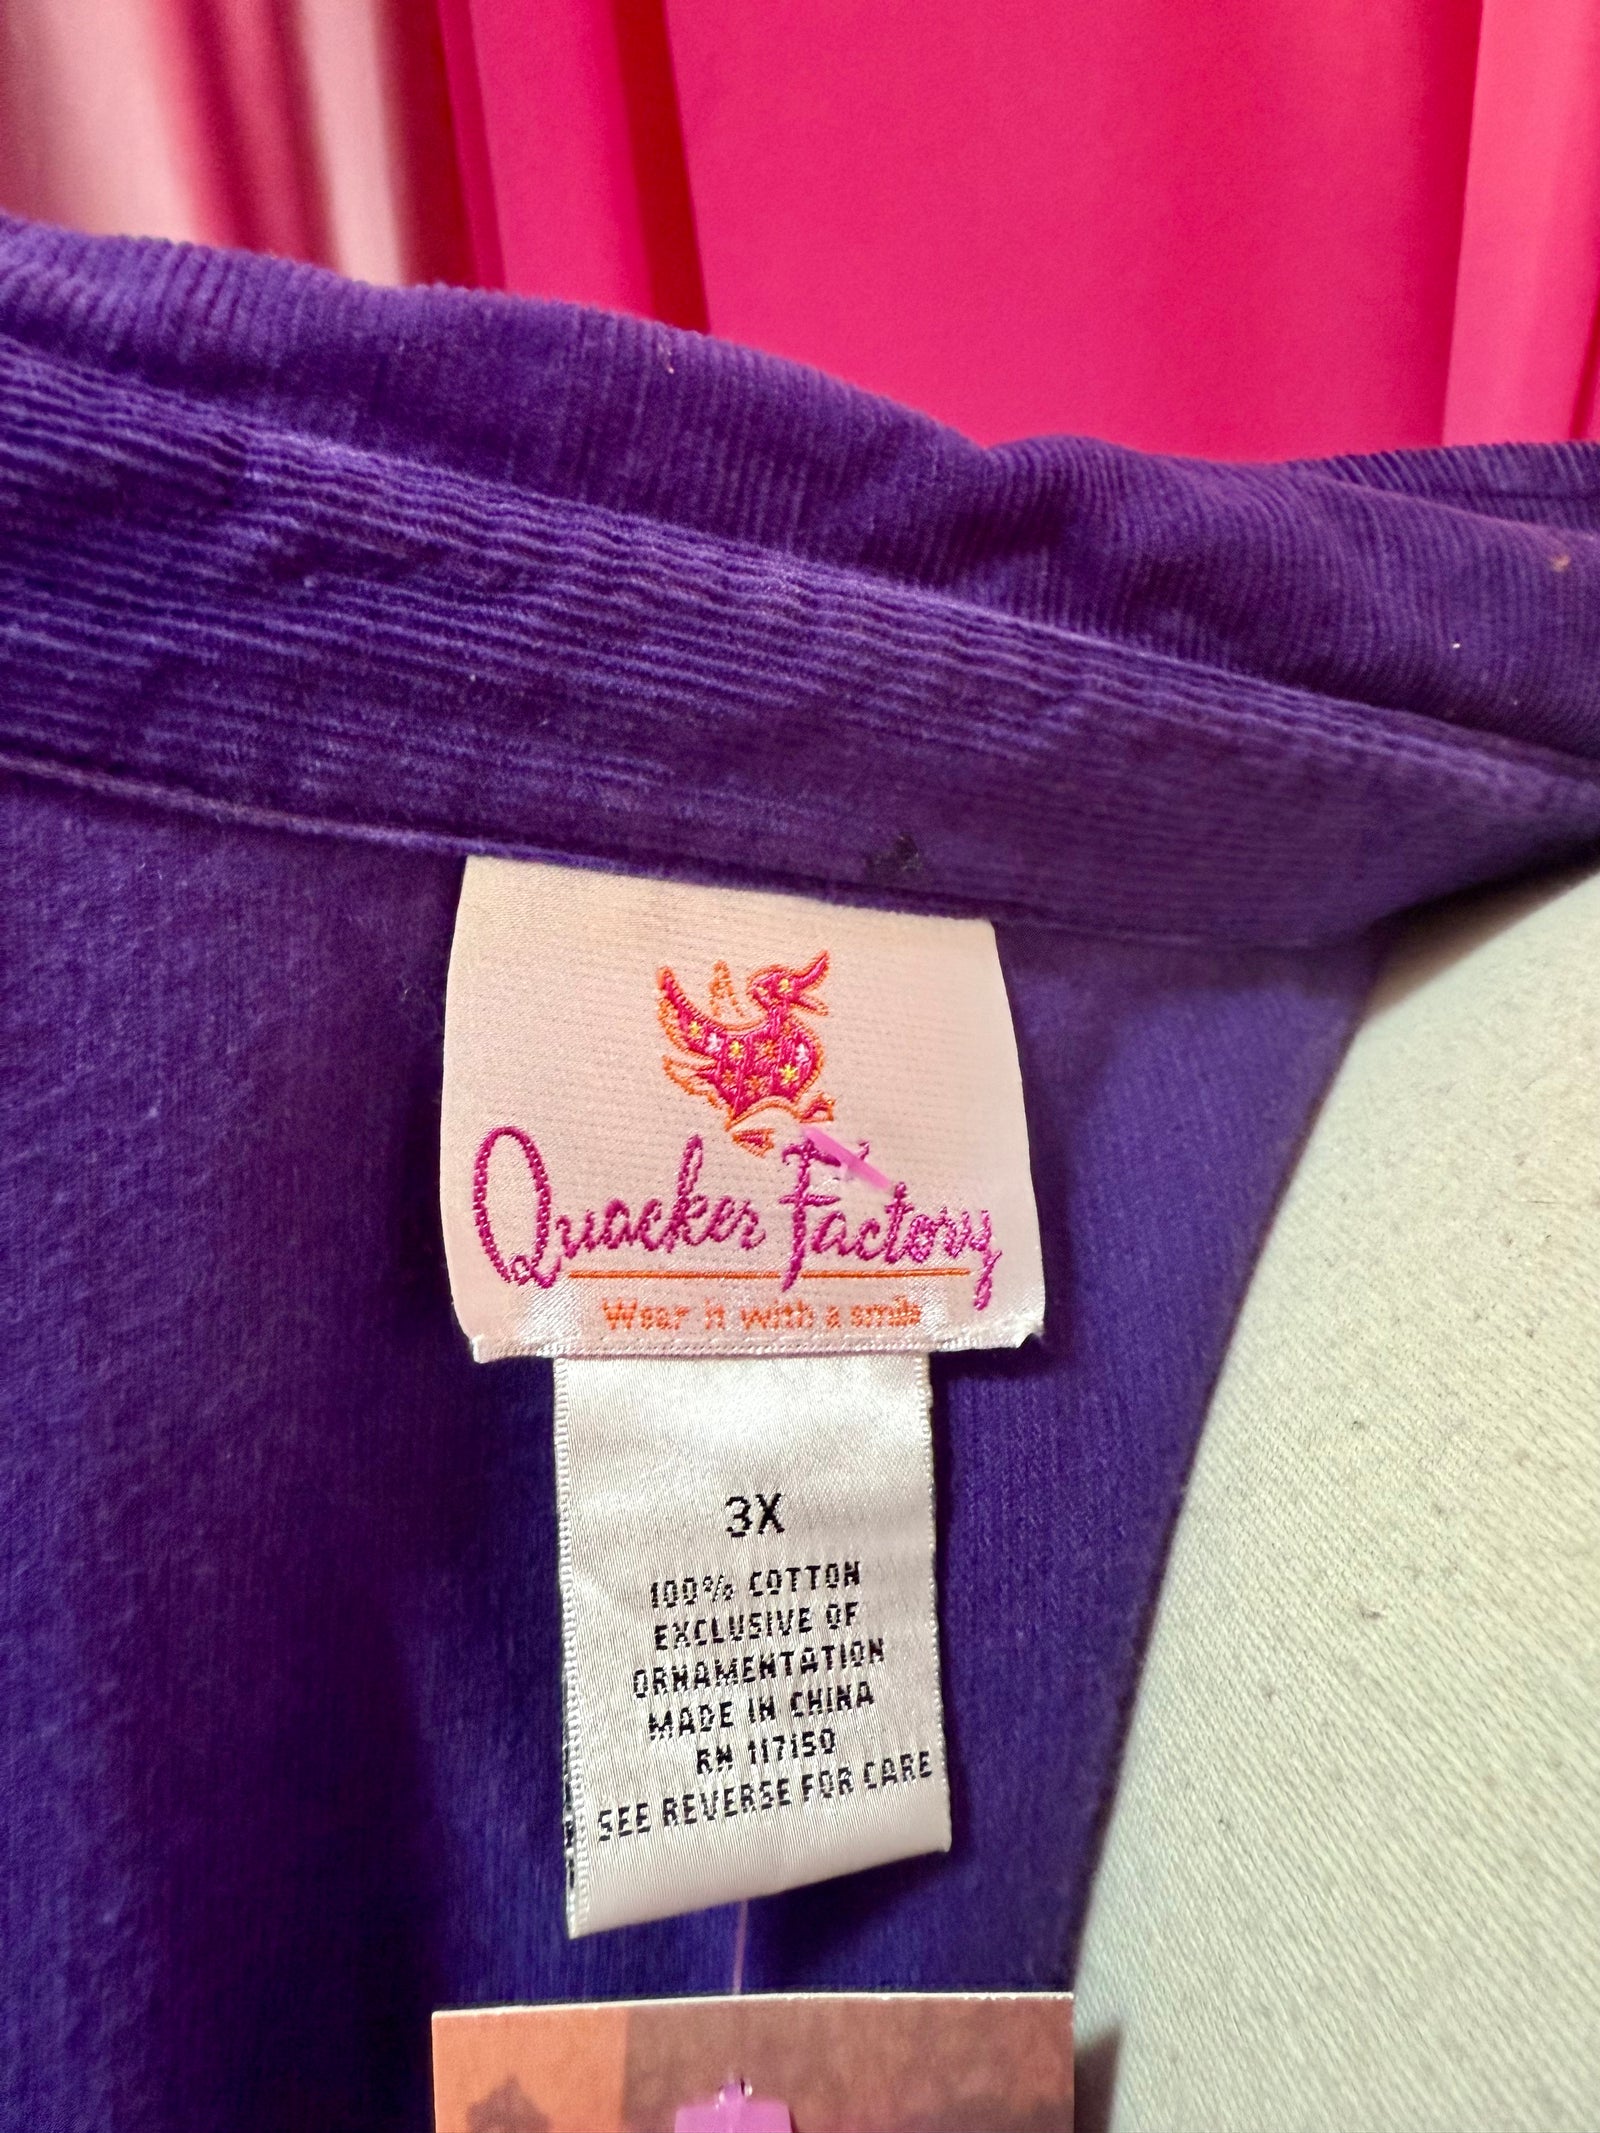 Quacker Factory
Wear it with a smile
3X
100% COTTON
EXCLUSIVE OF
ORNAMENTATION
MADE IN CHINA
RN 117150
SEE REVERSE FOR CARE